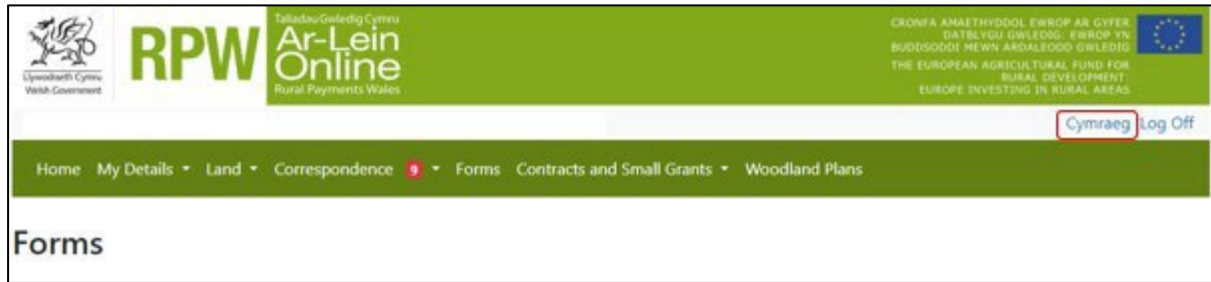 Llywodraeth Cymru
Welsh Government
RPW
Taliadau Gwledig Cymru
Ar-Lein
Online
Rural Payments Wales
CRONFA AMAETHYDDOL EWROP AR GYFER
DATBLYGU GWLEDIG: EWROP YN
BUDDSODDI MEWN ARDALEODD GWLEDIG
THE EUROPEAN AGRICULTURAL FUND FOR
RURAL DEVELOPMENT:
EUROPE INVESTING IN RURAL AREAS
Cymraeg Log Off
Home My Details Land Correspondence 9 Forms Contracts and Small Grants Woodland Plans
Forms